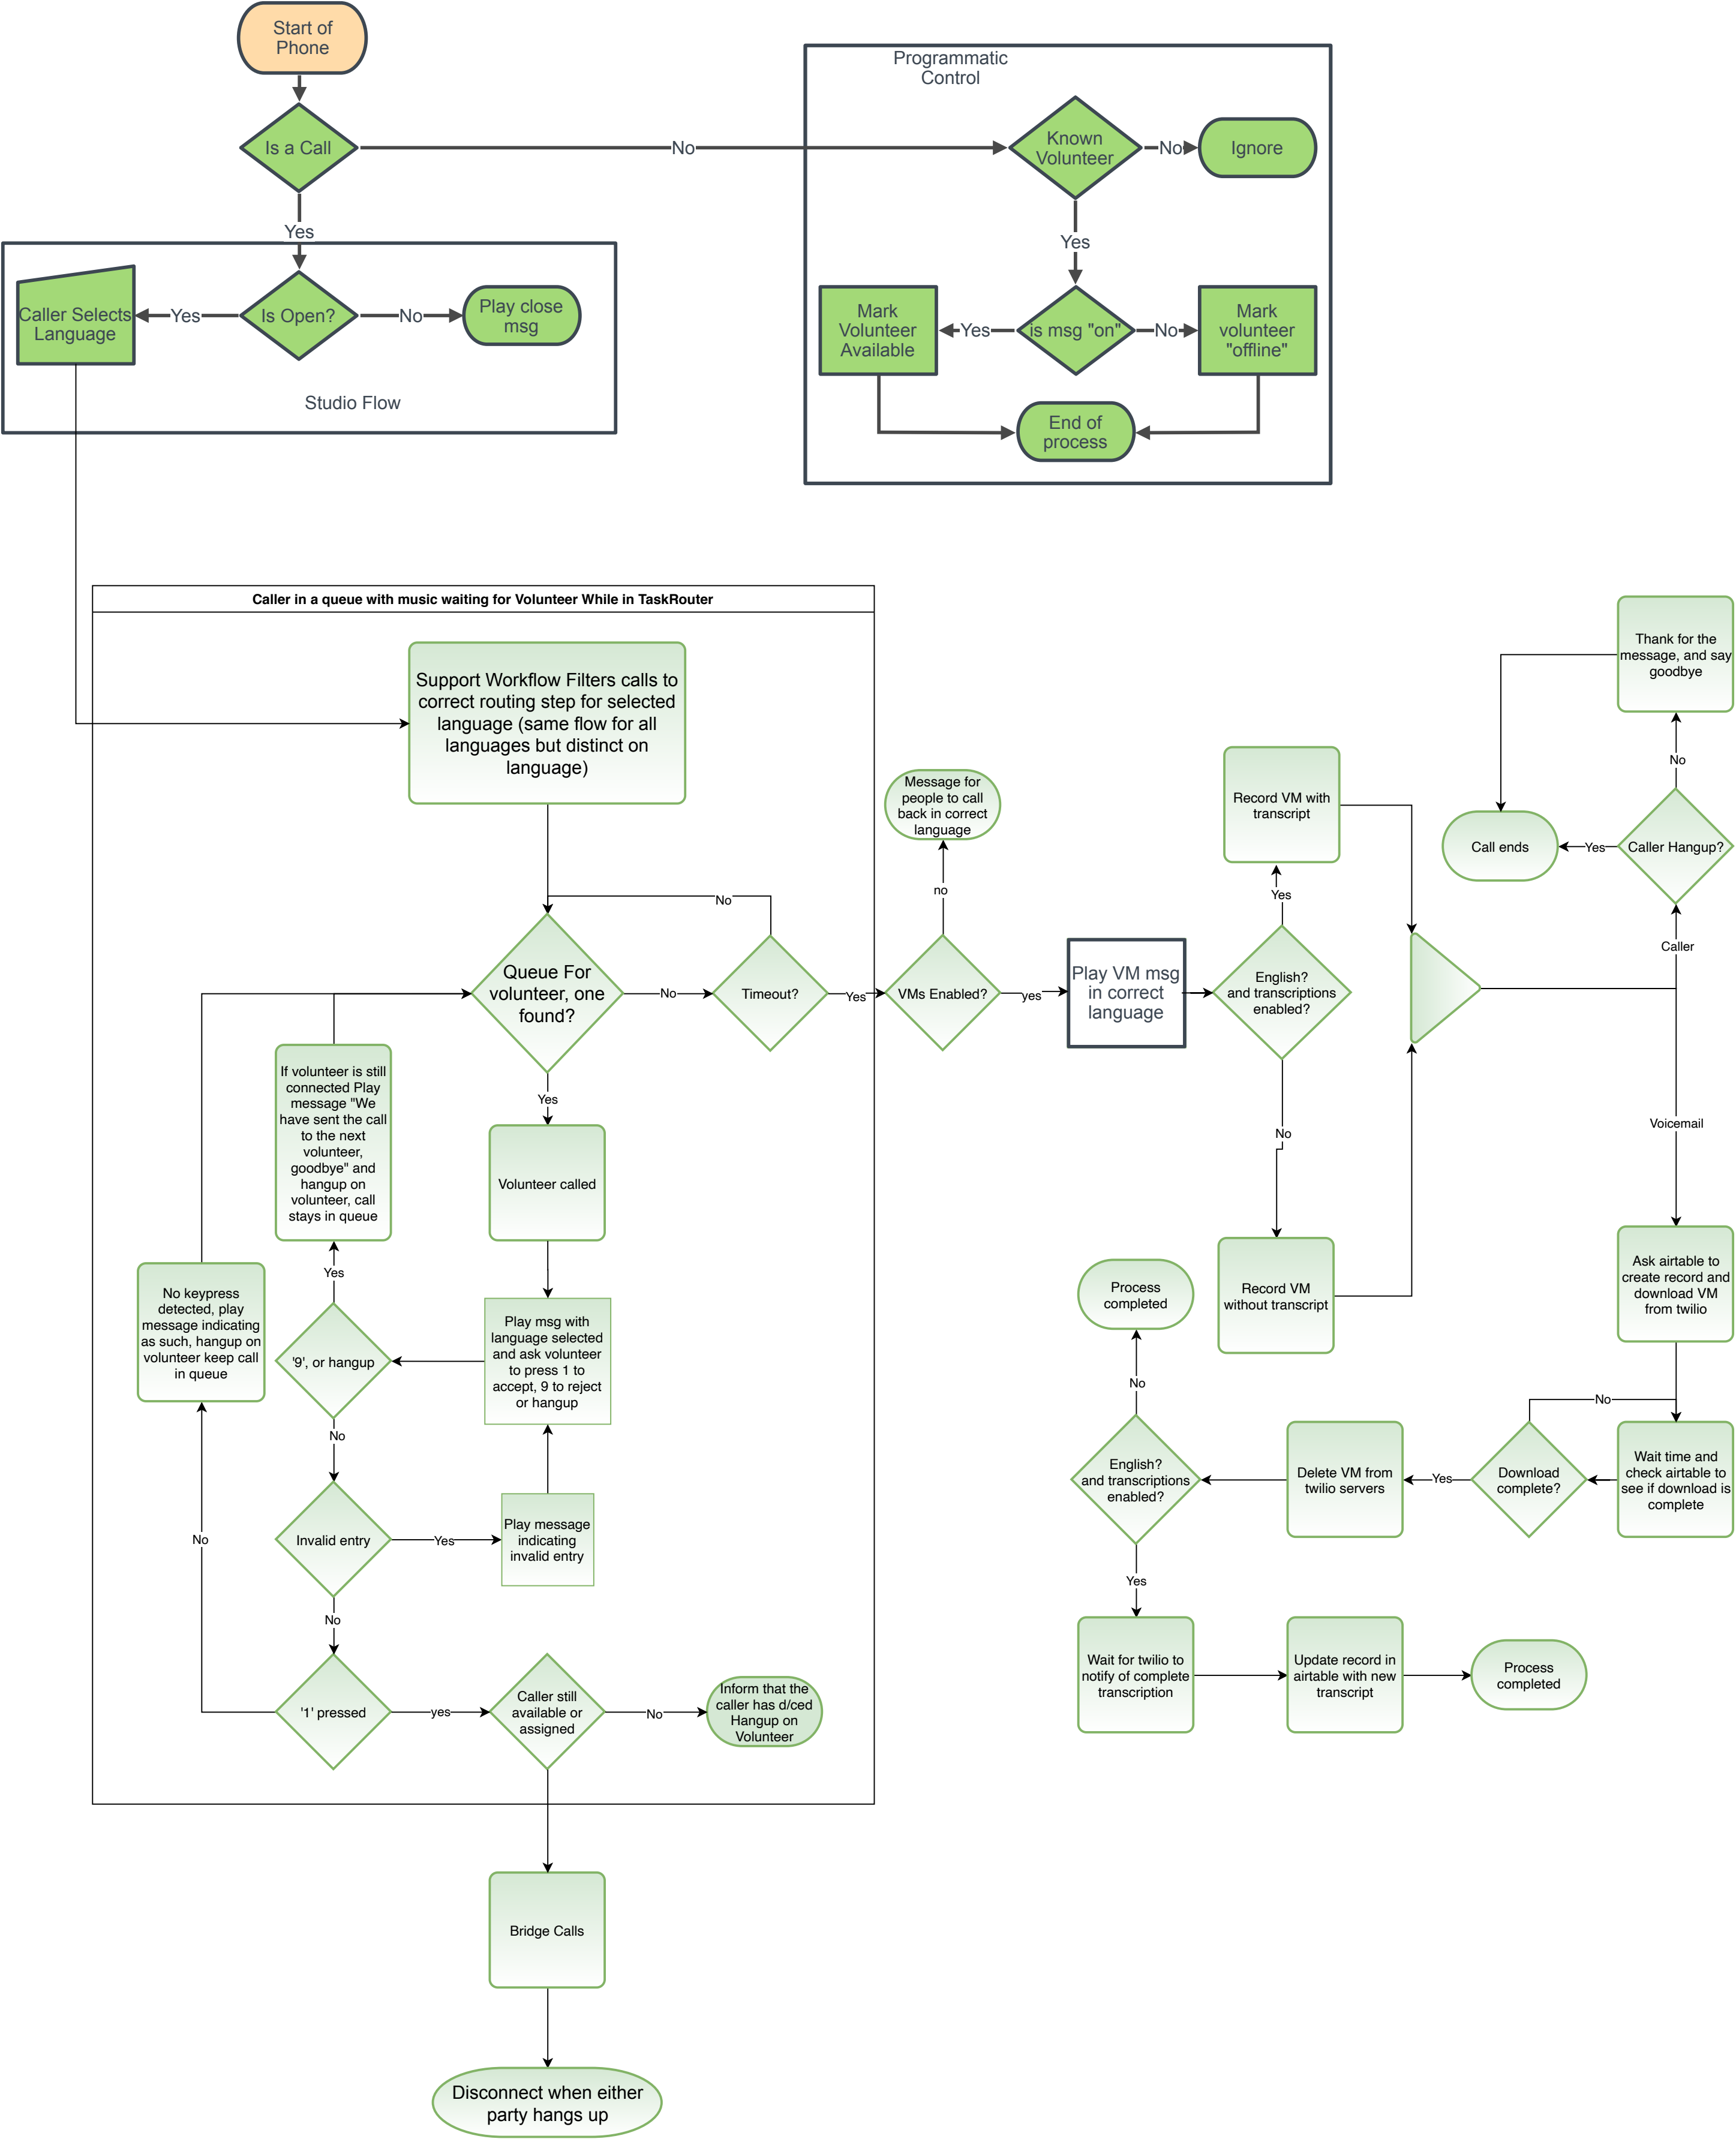 Start of
Phone
Is a Call
No
Yes
Programmatic
Control
Known
Volunteer
No
Ignore
Yes
Mark
Volunteer
Available
Yes
is msg "on"
No
Mark
volunteer
"offline"
End of
process
Caller Selects
Language
Yes
Is Open?
No
Play close
msg
Studio Flow
Caller in a queue with music waiting for Volunteer While in TaskRouter
Support Workflow Filters calls to
correct routing step for selected
language (same flow for all
languages but distinct on
language)
No
Queue For
volunteer, one
found?
No
Timeout?
Yes
Yes
Volunteer called
If volunteer is still
connected Play
message "We
have sent the call
to the next
volunteer,
goodbye" and
hangup on
volunteer, call
stays in queue
Yes
No keypress
detected, play
message indicating
as such, hangup on
volunteer keep call
in queue
'9', or hangup
Play msg with
language selected
and ask volunteer
to press 1 to
accept, 9 to reject
or hangup
No
No
Invalid entry
Yes
Play message
indicating
invalid entry
No
'1' pressed
yes
Caller still
available or
assigned
No
Inform that the
caller has d/ced
Hangup on
Volunteer
Bridge Calls
Disconnect when either
party hangs up
Message for
people to call
back in correct
language
no
VMs Enabled?
yes
Play VM msg
in correct
language
Record VM with
transcript
Yes
English?
and transcriptions
enabled?
No
Record VM
without transcript
Thank for the
message, and say
goodbye
No
Call ends
Yes
Caller Hangup?
Caller
Voicemail
Ask airtable to
create record and
download VM
from twilio
No
Wait time and
check airtable to
see if download is
complete
Download
complete?
Yes
Delete VM from
twilio servers
English?
and transcriptions
enabled?
No
Process
completed
Yes
Wait for twilio to
notify of complete
transcription
Update record in
airtable with new
transcript
Process
completed